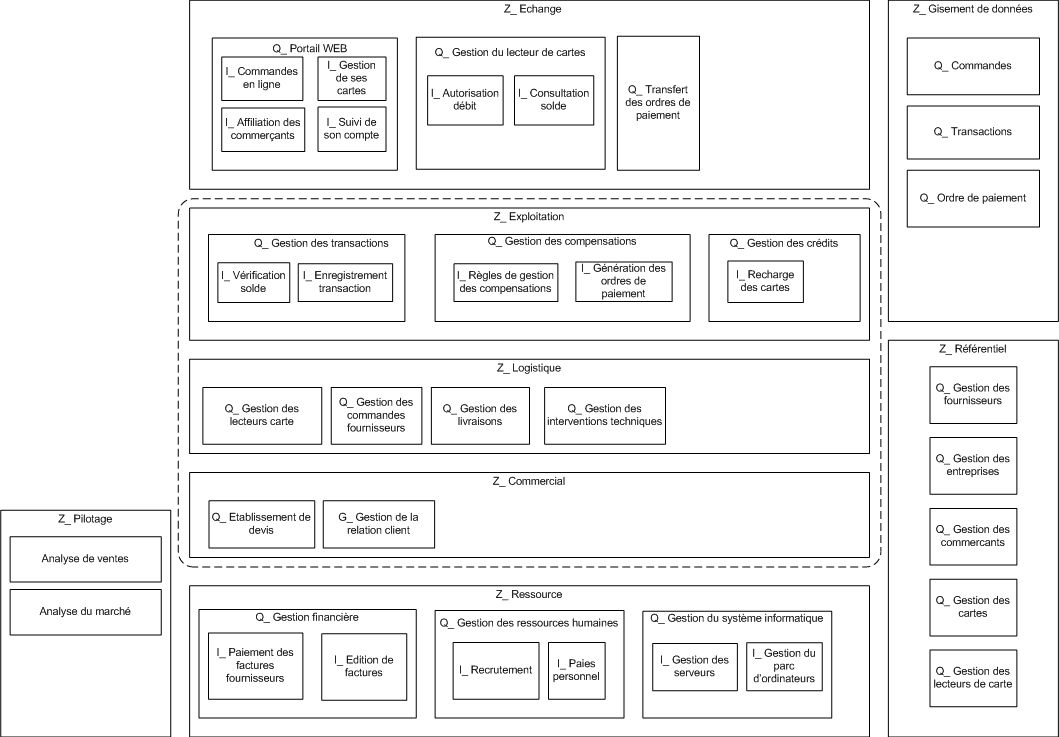 Z_ Echange
Q_ Portail WEB
I_ Commandes
en ligne
I_ Gestion
de ses
cartes
I_ Affiliation des
commerçants
I_ Suivi de
son compte
Q_ Gestion du lecteur de cartes
I_ Autorisation
débit
I_ Consultation
solde
Q_ Transfert
des ordres de
paiement
Z_ Gisement de données
Q_ Commandes
Q_ Transactions
Q_ Ordre de paiement
Z_ Exploitation
Q_ Gestion des transactions
I_ Vérification
solde
I_ Enregistrement
transaction
Q_ Gestion des compensations
I_ Règles de gestion
des compensations
I_ Génération des
ordres de
paiement
Q_ Gestion des crédits
I_ Recharge
des cartes
Z_ Logistique
Q_ Gestion des
lecteurs carte
Q_ Gestion des
commandes
fournisseurs
Q_ Gestion des
livraisons
Q_ Gestion des
interventions techniques
Z_ Commercial
Q_ Etablissement de
devis
G_ Gestion de la
relation client
Z_ Référentiel
Q_ Gestion des
fournisseurs
Q_ Gestion des
entreprises
Q_ Gestion des
commercants
Q_ Gestion des
cartes
Q_ Gestion des
lecteurs de carte
Z_ Pilotage
Analyse de ventes
Analyse du marché
Z_ Ressource
Q_ Gestion financière
I_ Paiement des
factures
fournisseurs
I_ Edition de
factures
Q_ Gestion des ressources humaines
I_ Recrutement
I_ Paies
personnel
Q_ Gestion du système informatique
I_ Gestion des
serveurs
I_ Gestion du
parc
d'ordinateurs